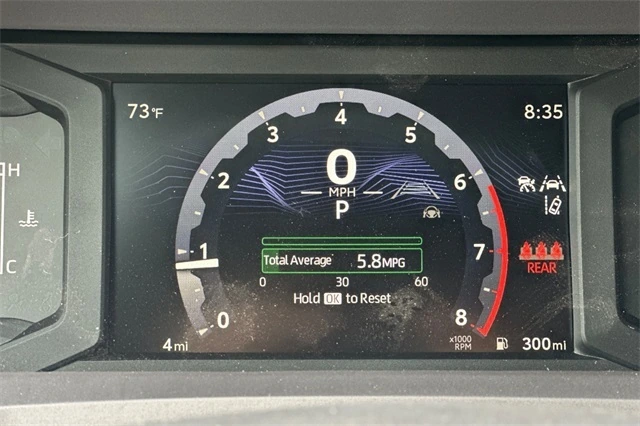 73°F
8:35
4
3
5
H
0
2
6
MPH
P
1
7
Total Average
5.8MPG
REAR
C
0
30
60
Hold OK to Reset
0
8
4mi
x1000
RPM
300mi